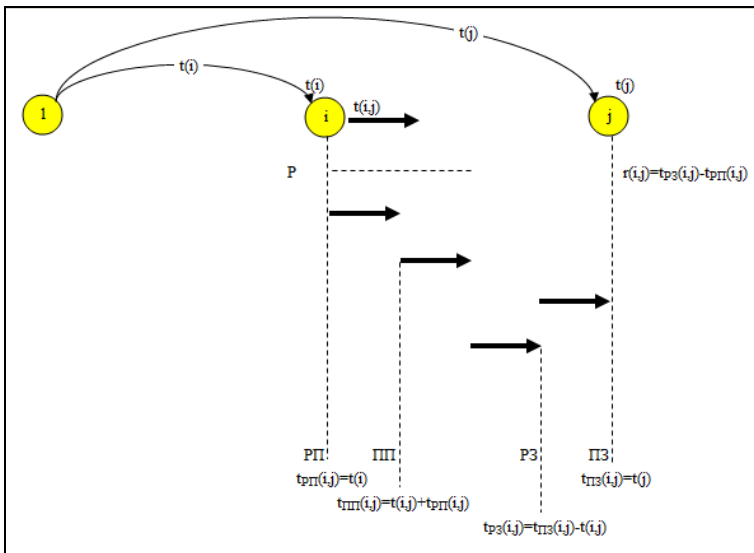 t(j)
t(i)
t(i)
t(j)
1
i
t(i,j)
j
Р
r(i,j)=tРЗ(i,j)-tРП(i,j)
РП
ПП
РЗ
ПЗ
tРП(i,j)=t(i)
tПЗ(i,j)=t(j)
tПП(i,j)=t(i,j)+tРП(i,j)
tРЗ(i,j)=tПЗ(i,j)-t(i,j)